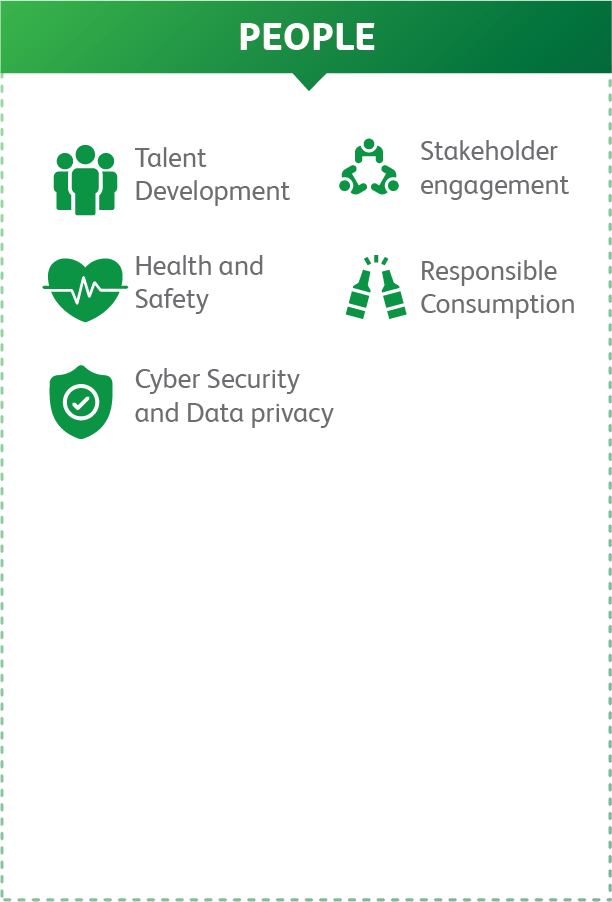 PEOPLE
Talent
Development
Stakeholder
engagement
Health and
Safety
Responsible
Consumption
Cyber Security
and Data privacy